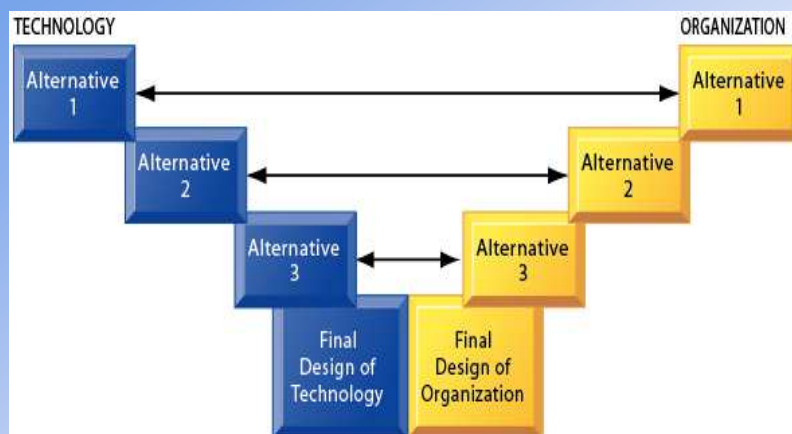 TECHNOLOGY
ORGANIZATION
Alternative
1
Alternative
1
Alternative
2
Alternative
2
Alternative
3
Alternative
3
Final
Design of
Technology
Final
Design of
Organization